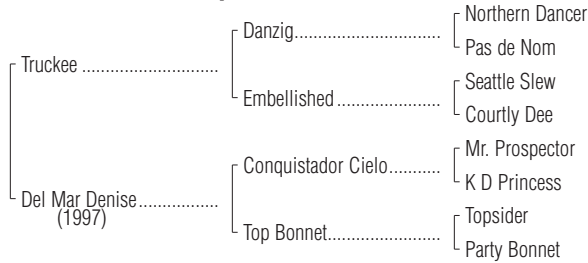 Northern Dancer
Danzig
Pas de Nom
Truckee
Seattle Slew
Embellished
Courtly Dee
Mr. Prospector
Conquistador Cielo
K D Princess
Del Mar Denise
(1997)
Topsider
Top Bonnet
Party Bonnet